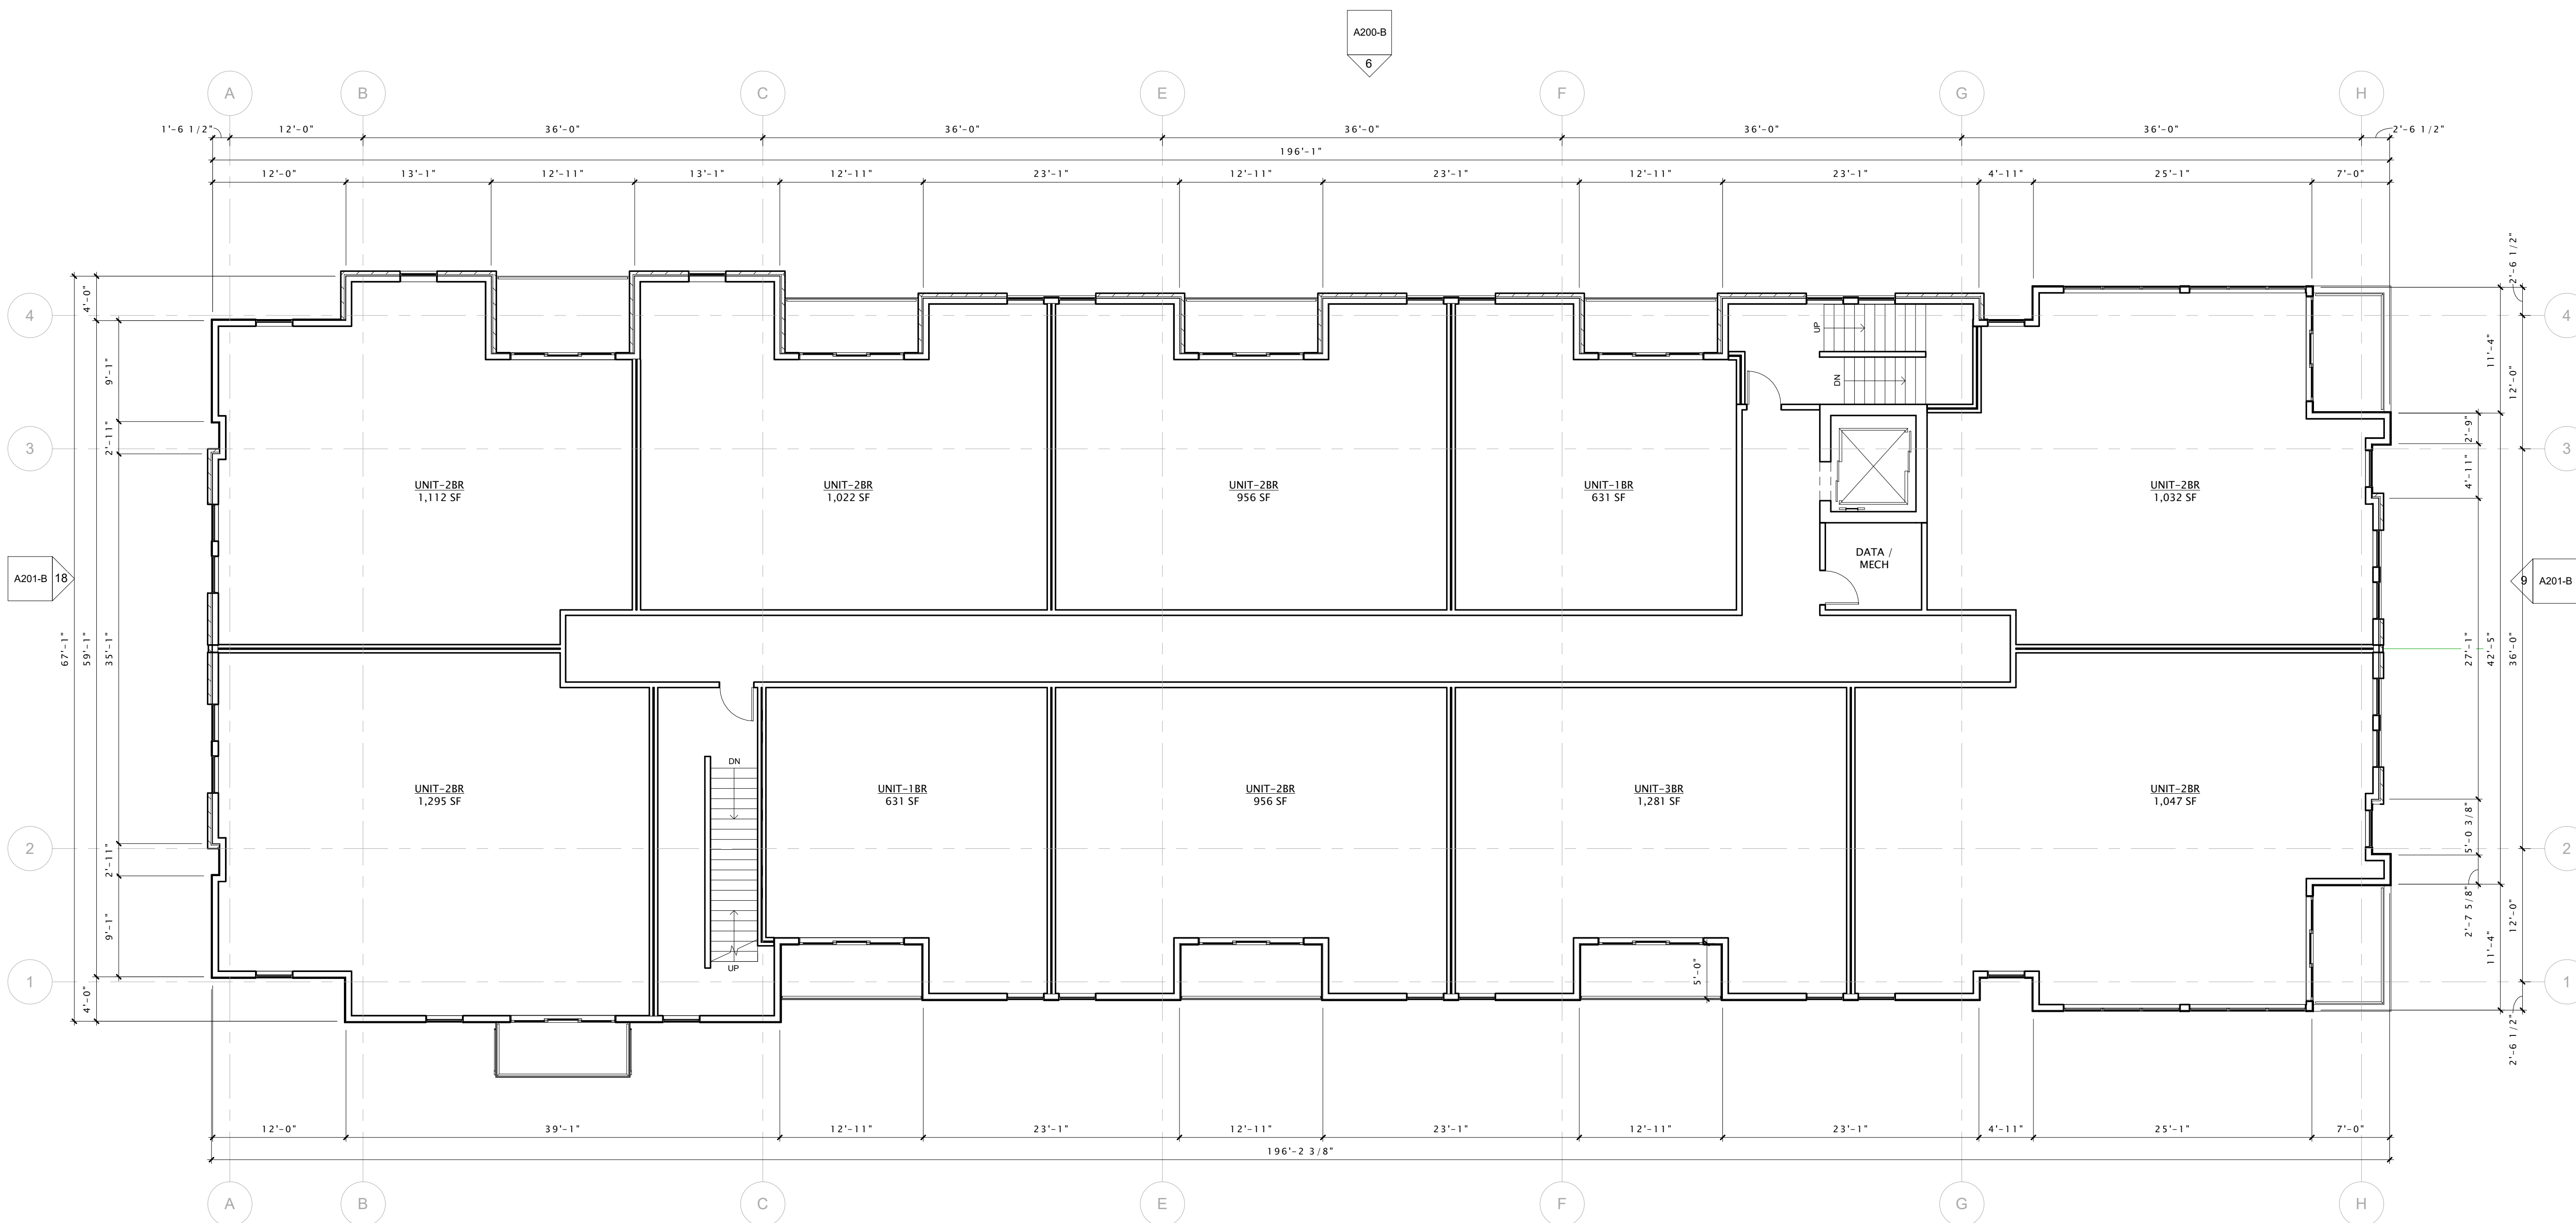 A200-B
6
A
B
C
E
F
G
H
1'-6 1/2"
12'-0"
36'-0"
36'-0"
36'-0"
36'-0"
36'-0"
2'-6 1/2"
196'-1"
12'-0"
13'-1"
12'-11"
13'-1"
12'-11"
23'-1"
12'-11"
23'-1"
12'-11"
23'-1"
4'-11"
25'-1"
7'-0"
4
3
2
1
A201-B
18
67'-1"
4'-0"
59'-1"
4'-0"
9'-1"
2'-11"
35'-1"
2'-11"
9'-1"
UP
DN
UNIT-2BR
1,112 SF
UNIT-2BR
1,022 SF
UNIT-2BR
956 SF
UNIT-1BR
631 SF
UNIT-2BR
1,032 SF
DATA /
MECH
DN
UP
UNIT-2BR
1,295 SF
UNIT-1BR
631 SF
UNIT-2BR
956 SF
UNIT-3BR
1,281 SF
UNIT-2BR
1,047 SF
5'-0"
2'-9"
4'-11"
27'-1"
5'-0 3/8"
2'-7 5/8"
11'-4"
42'-5"
11'-4"
2'-6 1/2"
12'-0"
36'-0"
12'-0"
2'-6 1/2"
4
3
2
1
9
A201-B
12'-0"
39'-1"
12'-11"
23'-1"
12'-11"
23'-1"
12'-11"
23'-1"
4'-11"
25'-1"
7'-0"
196'-2 3/8"
A
B
C
E
F
G
H